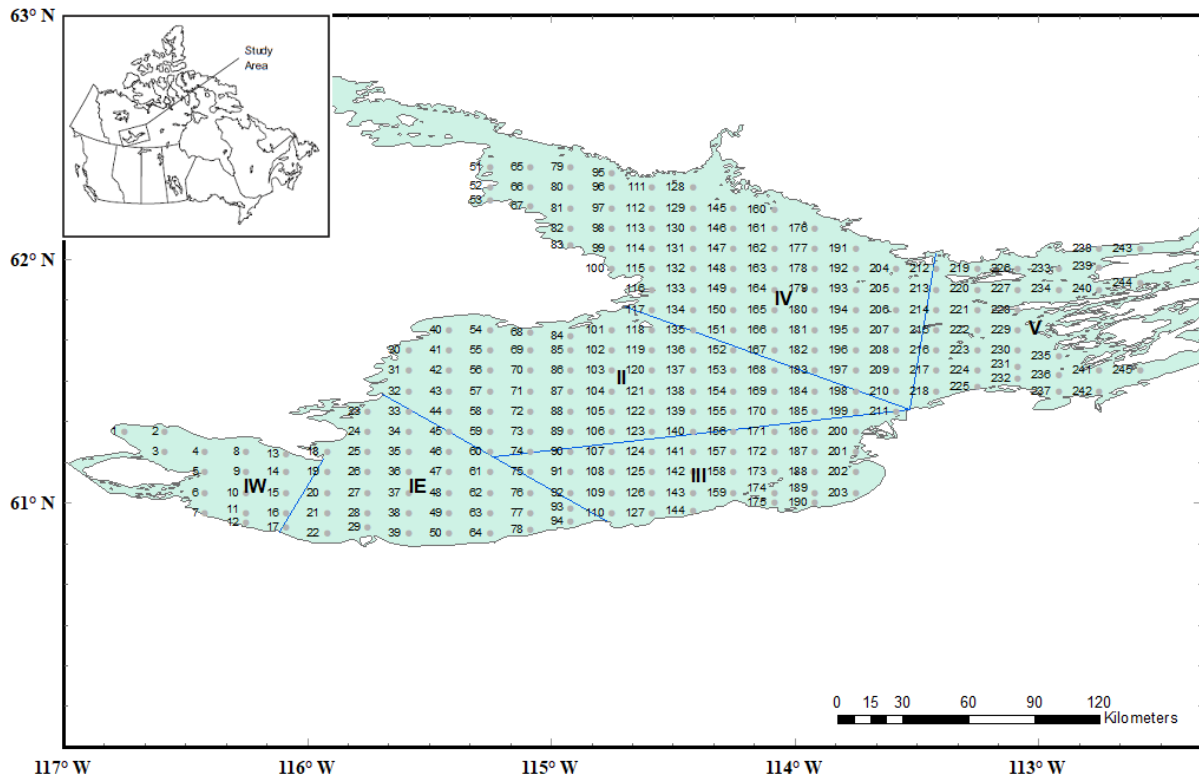 63° N
Study
Area
51 65 79 95
52 66 80 96 111 128
53 67 81 97 112 129 145 160
82 98 113 130 146 161 176
83 99 114 131 147 162 177 191 238 243
62° N
100 115 132 148 163 178 192 204 212 219 226 233 239
116 133 149 164 179 193 205 213 220 227 234 240 244
IV
117 134 150 165 180 194 206 214 221 228
V
40 54 68 84 101 118 135 151 166 181 195 207 215 222 229
30 41 55 69 85 102 119 136 152 167 182 196 208 216 223 230 235
31 42 56 70 86 103 120 137 153 168 183 197 209 217 224 231 236 241 245
II
232
32 43 57 71 87 104 121 138 154 169 184 198 210 218 225 237 242
23 33 44 58 72 88 105 122 139 155 170 185 199 211
1 2 24 34 45 59 73 89 106 123 140 156 171 186 200
3 4 8 13 18 25 35 46 60 74 90 107 124 141 157 172 187 201
5 9 14 19 26 36 47 61 75 91 108 125 142 158 173 188 202
IW IE III
6 10 15 20 27 37 48 62 76 92 109 126 143 159 174 189 203
7 11 16 21 28 38 49 63 77 93 110 127 144 175 190
61° N
12 17 22 29 39 50 64 78 94
0 15 30 60 90 120
Kilometers
117° W 116° W 115° W 114° W 113° W